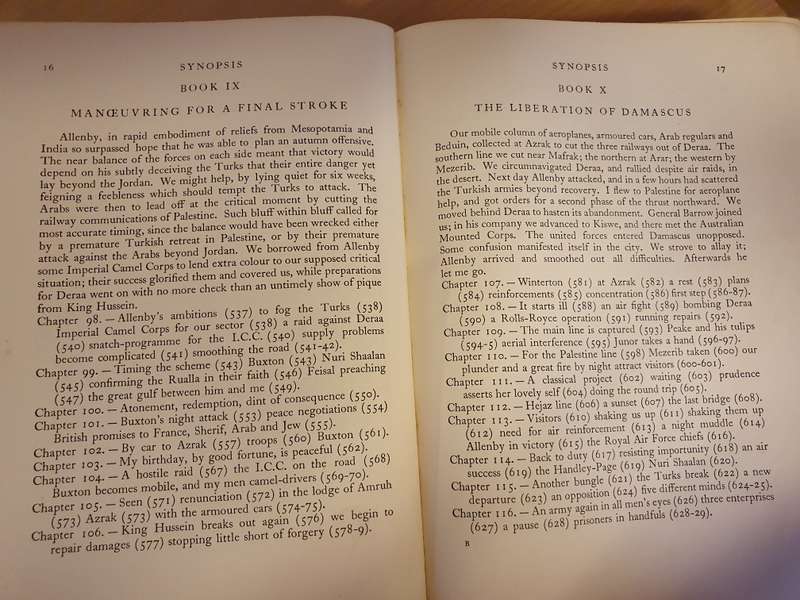 16
SYNOPSIS
BOOK IX
MANŒUVRING FOR A FINAL STROKE
Allenby, in rapid embodiment of reliefs from Mesopotamia and
India so surpassed hope that he was able to plan an autumn offensive.
The near balance of the forces on each side meant that victory would
depend on his subtly deceiving the Turks that their entire danger yet
lay beyond the Jordan. We might help, by lying quiet for six weeks,
feigning a feebleness which should tempt the Turks to attack. The
Arabs were then to lead off at the critical moment by cutting the
railway communications of Palestine. Such bluff within bluff called for
most accurate timing, since the balance would have been wrecked either
by a premature Turkish retreat in Palestine, or by their premature
attack against the Arabs beyond Jordan. We borrowed from Allenby
some Imperial Camel Corps to lend extra colour to our supposed critical
situation; their success glorified them and covered us, while preparations
for Deraa went on with no more check than an untimely show of pique
from King Hussein.
Chapter 98. — Allenby's ambitions (537) to fog the Turks (538)
Imperial Camel Corps for our sector (538) a raid against Deraa
(540) snatch-programme for the I.C.C. (540) supply problems
become complicated (541) smoothing the road (541-42).
Chapter 99. — Timing the scheme (543) Buxton (543) Nuri Shaalan
(545) confirming the Rualla in their faith (546) Feisal preaching
(547) the great gulf between him and me (549).
Chapter 100. — Atonement, redemption, dint of consequence (550).
Chapter 101. — Buxton's night attack (553) peace negotiations (554)
British promises to France, Sherif, Arab and Jew (555).
Chapter 102. — By car to Azrak (557) troops (560) Buxton (561).
Chapter 103. — My birthday, by good fortune, is peaceful (562).
Chapter 104. — A hostile raid (567) the I.C.C. on the road (568)
Buxton becomes mobile, and my men camel-drivers (569-70).
Chapter 105. — Seen (571) renunciation (572) in the lodge of Amruh
(573) Azrak (573) with the armoured cars (574-75).
Chapter 106. — King Hussein breaks out again (576) we begin to
repair damages (577) stopping little short of forgery (578-9).
SYNOPSIS
17
BOOK X
THE LIBERATION OF DAMASCUS
Our mobile column of aeroplanes, armoured cars, Arab regulars and
Beduin, collected at Azrak to cut the three railways out of Deraa. The
southern line we cut near Mafrak; the northern at Arar; the western by
Mezerib. We circumnavigated Deraa, and rallied despite air raids, in
the desert. Next day Allenby attacked, and in a few hours had scattered
the Turkish armies beyond recovery. I flew to Palestine for aeroplane
help, and got orders for a second phase of the thrust northward. We
moved behind Deraa to hasten its abandonment. General Barrow joined
us; in his company we advanced to Kiswe, and there met the Australian
Mounted Corps. The united forces entered Damascus unopposed.
Some confusion manifested itself in the city. We strove to allay it;
Allenby arrived and smoothed out all difficulties. Afterwards he
let me go.
Chapter 107. — Winterton (581) at Azrak (582) a rest (583) plans
(584) reinforcements (585) concentration (586) first step (586-87).
Chapter 108. — It starts ill (588) an air fight (589) bombing Deraa
(590) a Rolls-Royce operation (591) running repairs (592).
Chapter 109. — The main line is captured (593) Peake and his tulips
(594-5) aerial interference (595) Junor takes a hand (596-97).
Chapter 110. — For the Palestine line (598) Mezerib taken (600) our
plunder and a great fire by night attract visitors (600-601).
Chapter 111. — A classical project (602) waiting (603) prudence
asserts her lovely self (604) doing the round trip (605).
Chapter 112. — Hejaz line (606) a sunset (607) the last bridge (608).
Chapter 113. — Visitors (610) shaking us up (611) shaking them up
(612) need for air reinforcement (613) a night muddle (614)
Allenby in victory (615) the Royal Air Force chiefs (616).
Chapter 114. — Back to duty (617) resisting importunity (618) an air
success (619) the Handley-Page (619) Nuri Shaalan (620).
Chapter 115. — Another bungle (621) the Turks break (622) a new
departure (623) an opposition (624) five different minds (624-25).
Chapter 116. — An army again in all men's eyes (626) three enterprises
(627) a pause (628) prisoners in handfuls (628-29).
B